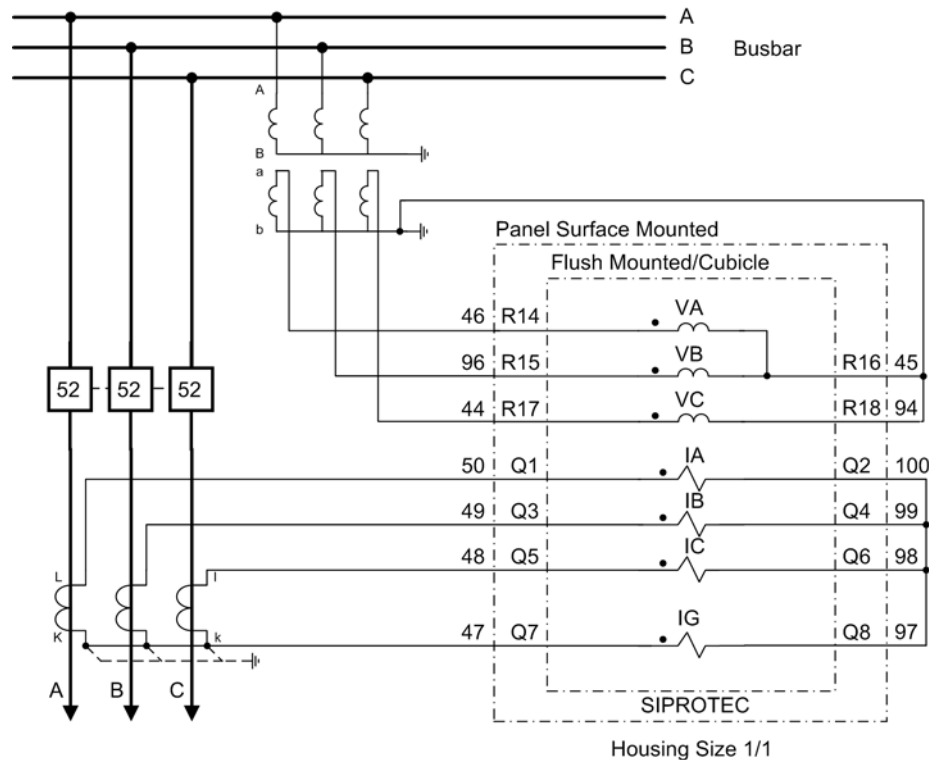 A
B Busbar
C
A
B
a
b
Panel Surface Mounted
Flush Mounted/Cubicle
46 R14 VA
96 R15 VB R16 45
44 R17 VC R18 94
52 52 52
50 Q1 IA Q2 100
49 Q3 IB Q4 99
48 Q5 IC Q6 98
L l
K k
47 Q7 IG Q8 97
A B C
SIPROTEC
Housing Size 1/1